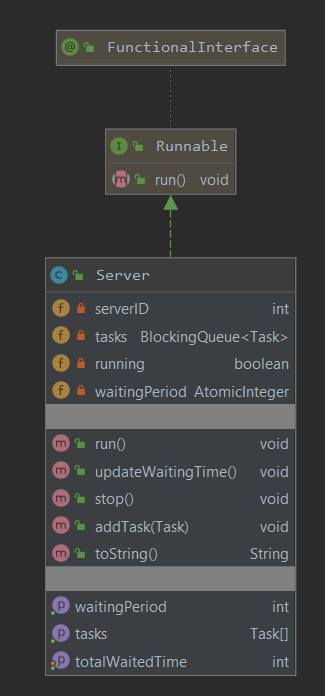 @ FunctionalInterface
I Runnable
m run() void
C Server
f serverID int
f tasks BlockingQueue<Task>
f running boolean
f waitingPeriod AtomicInteger
m run() void
m updateWaitingTime() void
m stop() void
m addTask(Task) void
m toString() String
p waitingPeriod int
p tasks Task[]
p totalWaitedTime int